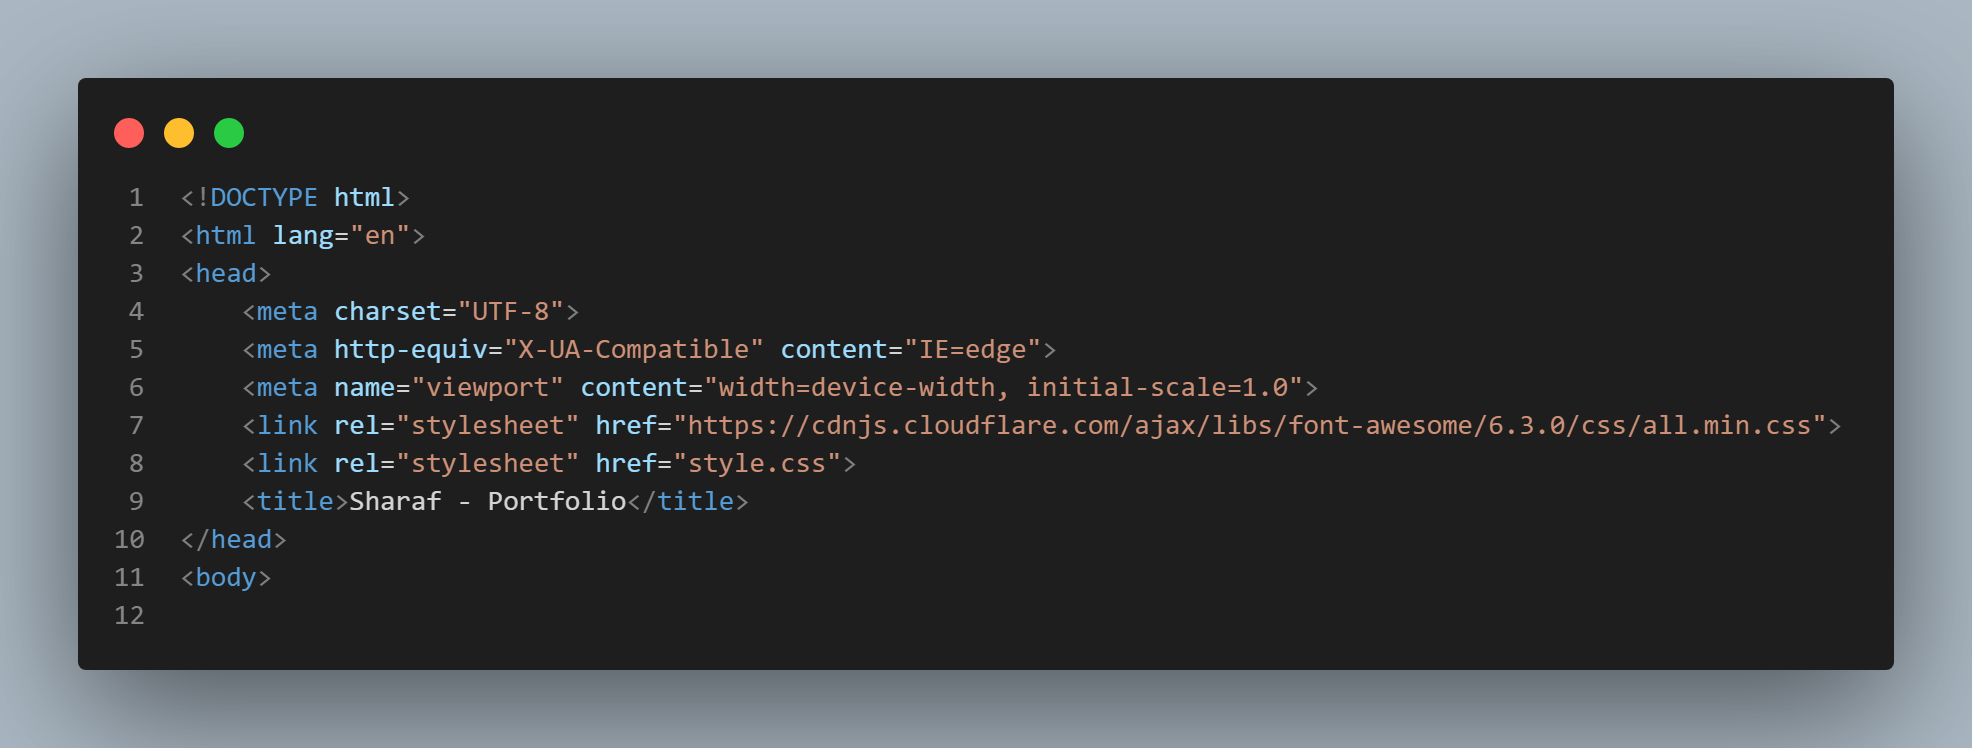 1 <!DOCTYPE html>
2 <html lang="en">
3 <head>
4     <meta charset="UTF-8">
5     <meta http-equiv="X-UA-Compatible" content="IE=edge">
6     <meta name="viewport" content="width=device-width, initial-scale=1.0">
7     <link rel="stylesheet" href="https://cdnjs.cloudflare.com/ajax/libs/font-awesome/6.3.0/css/all.min.css">
8     <link rel="stylesheet" href="style.css">
9     <title>Sharaf - Portfolio</title>
10 </head>
11 <body>
12